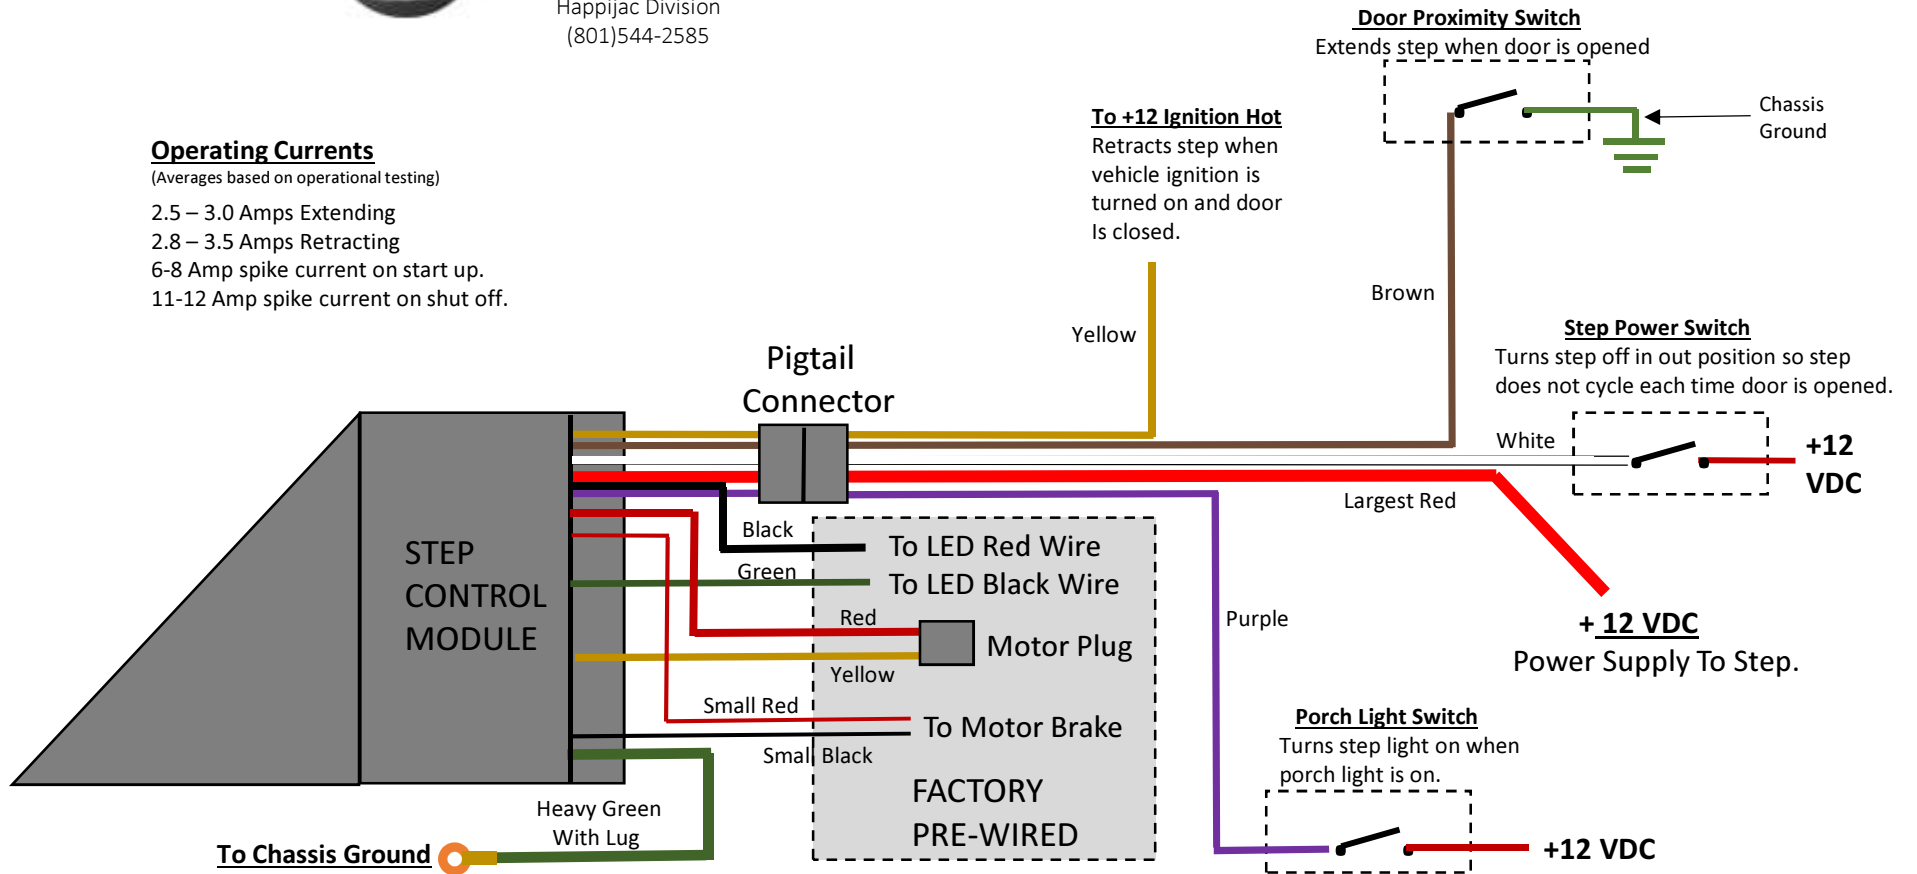 Happijac Division
(801)544-2585
Door Proximity Switch
Extends step when door is opened
Chassis
Ground
To +12 Ignition Hot
Retracts step when
vehicle ignition is
turned on and door
Is closed.
Operating Currents
(Averages based on operational testing)
2.5 – 3.0 Amps Extending
2.8 – 3.5 Amps Retracting
6-8 Amp spike current on start up.
11-12 Amp spike current on shut off.
Brown
Yellow
Step Power Switch
Turns step off in out position so step
does not cycle each time door is opened.
Pigtail
Connector
White
+12
VDC
Largest Red
STEP
CONTROL
MODULE
Black
To LED Red Wire
Green
To LED Black Wire
Red
Motor Plug
Yellow
Purple
+ 12 VDC
Power Supply To Step.
Small Red
To Motor Brake
Small Black
FACTORY
PRE-WIRED
Porch Light Switch
Turns step light on when
porch light is on.
Heavy Green
With Lug
To Chassis Ground
+12 VDC